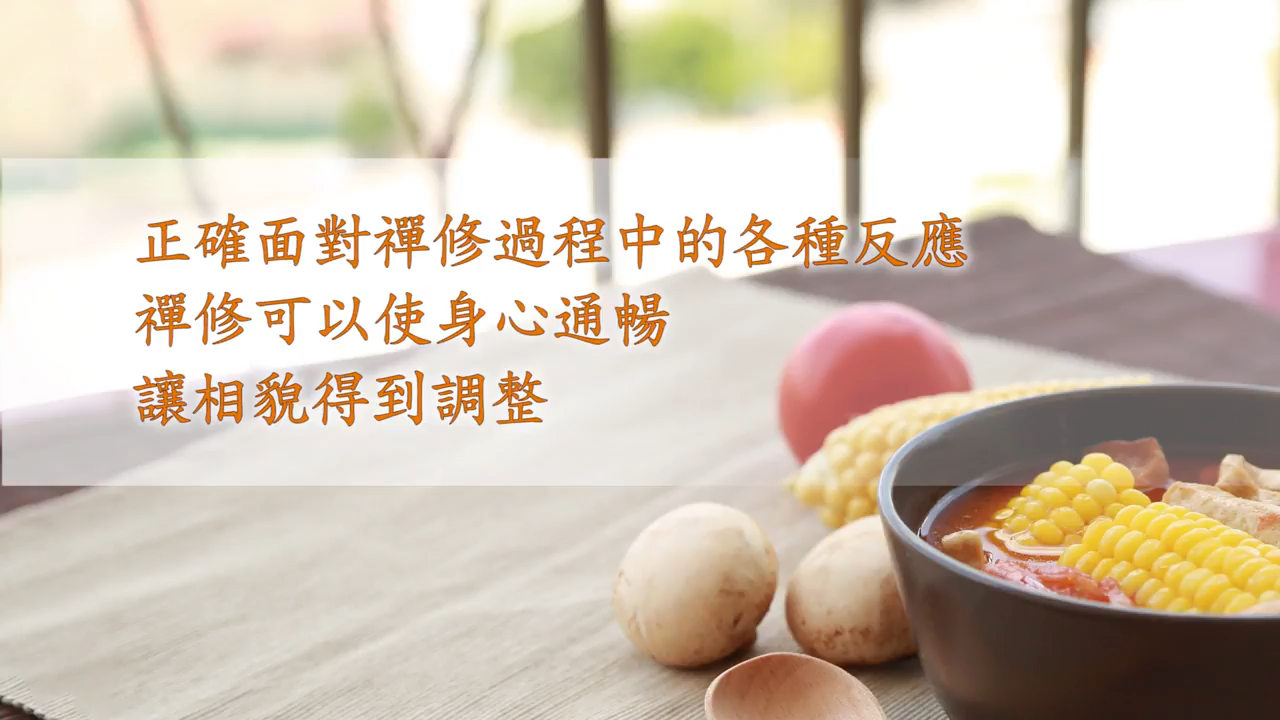 正確面對禪修過程中的各種反應
禪修可以使身心通暢
讓相貌得到調整